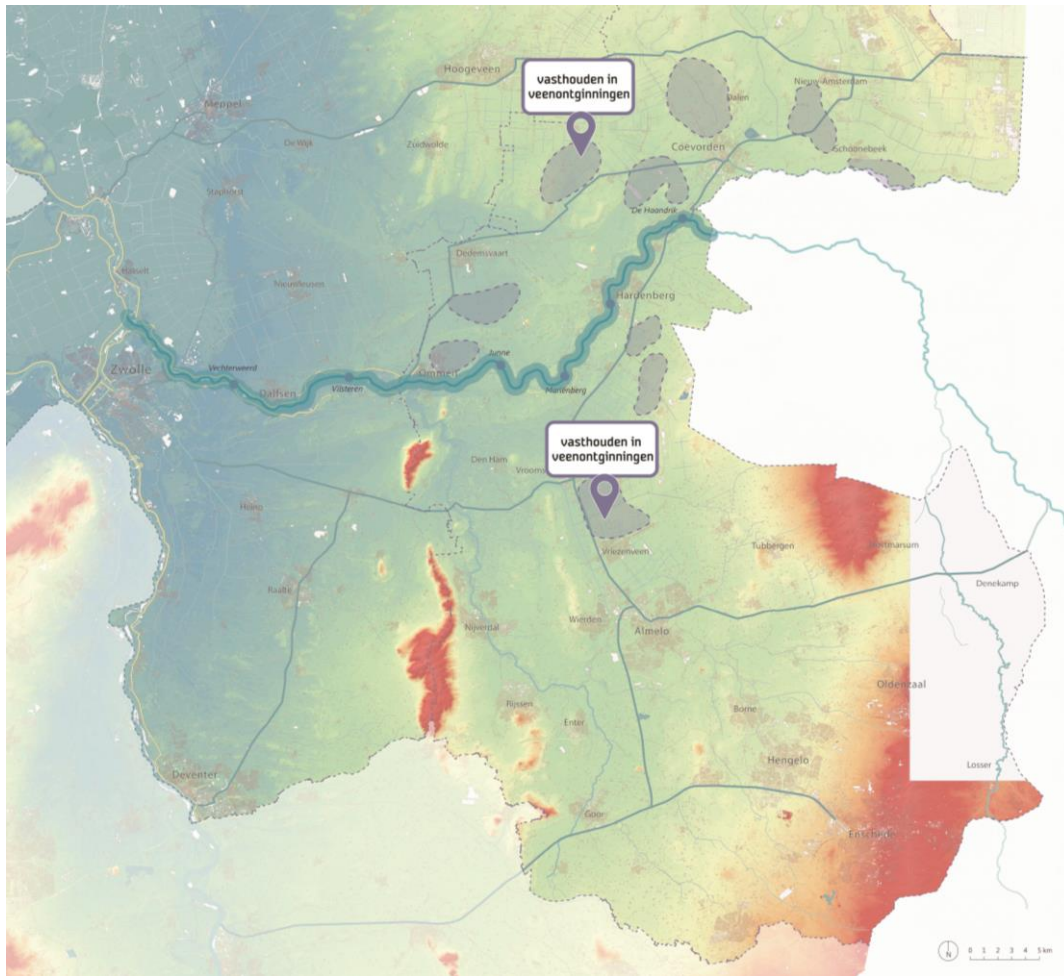 Hoogeveen
vasthouden in
veenontginningen
Nieuw-Amsterdam
Meppel
Dalen
De Wijk
Zuidwolde
Coevorden
Schoonebeek
Staphorst
De Haandrik
Dedemsvaart
Hasselt
Nieuwleusen
Hardenberg
Zwolle
Vechterweerd
Dalfsen
Vilsteren
Ommen
Junne
Mariënberg
vasthouden in
veenontginningen
Den Ham
Heino
Vriezenveen
Tubbergen
Ootmarsum
Denekamp
Raalte
Nijverdal
Wierden
Almelo
Oldenzaal
Rijssen
Enter
Borne
Hengelo
Losser
Deventer
Goor
Enschede
N
0 1 2 3 4 5 km